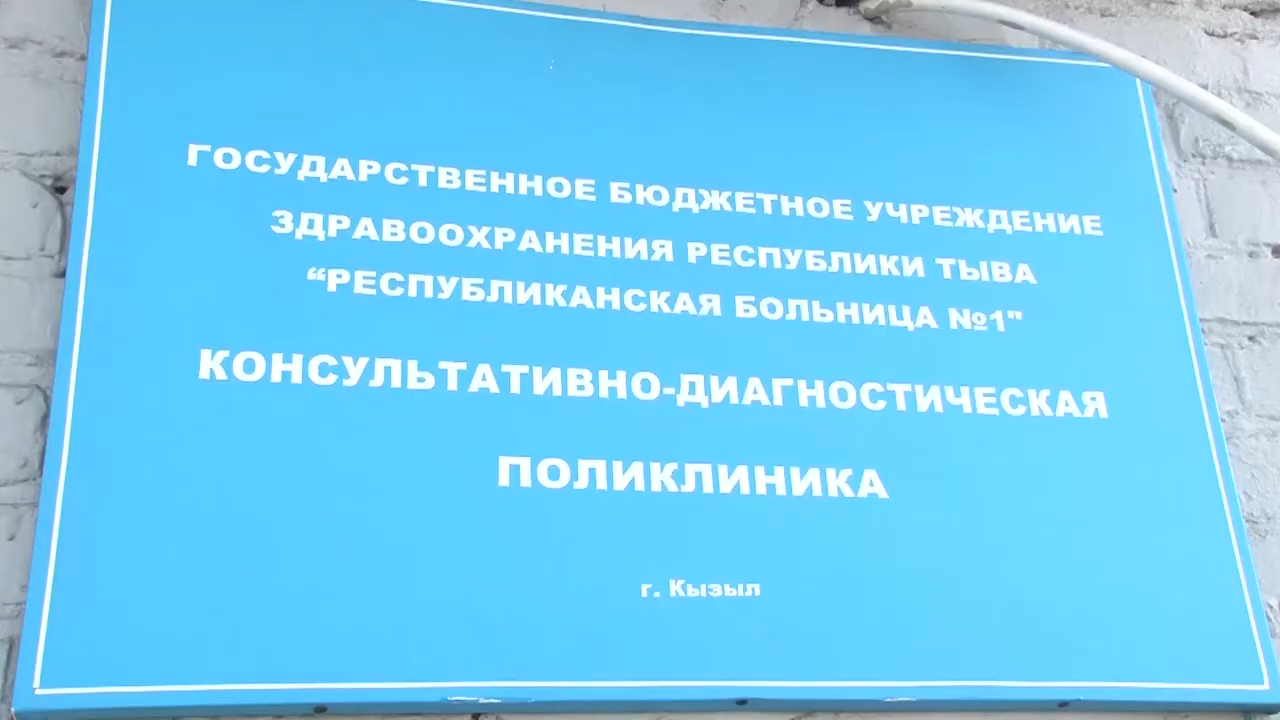 ГОСУДАРСТВЕННОЕ БЮДЖЕТНОЕ УЧРЕЖДЕНИЕ
ЗДРАВООХРАНЕНИЯ РЕСПУБЛИКИ ТЫВА
“РЕСПУБЛИКАНСКАЯ БОЛЬНИЦА №1"
КОНСУЛЬТАТИВНО-ДИАГНОСТИЧЕСКАЯ
ПОЛИКЛИНИКА
г. Кызыл